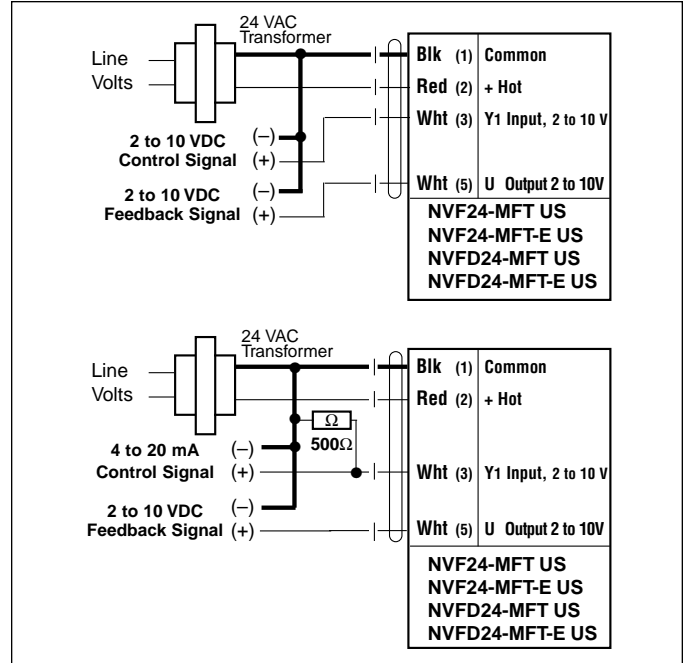 24 VAC
Transformer
Line
Volts
Blk (1) Common
Red (2) + Hot
Wht (3) Y1 Input, 2 to 10 V
2 to 10 VDC (–)
Control Signal (+)
2 to 10 VDC (–)
Feedback Signal (+)
Wht (5) U Output 2 to 10V
NVF24-MFT US
NVF24-MFT-E US
NVFD24-MFT US
NVFD24-MFT-E US
24 VAC
Transformer
Line
Volts
Blk (1) Common
Red (2) + Hot
Ω
500Ω
4 to 20 mA (–)
Control Signal (+)
Wht (3) Y1 Input, 2 to 10 V
2 to 10 VDC (–)
Feedback Signal (+)
Wht (5) U Output 2 to 10V
NVF24-MFT US
NVF24-MFT-E US
NVFD24-MFT US
NVFD24-MFT-E US